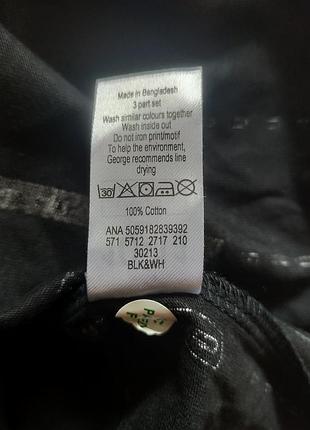 Made in Bangladesh
3 part set
Wash similar colours together
Wash inside out
Do not iron print/motif
To help the environment,
George recommends line
drying
30
100% Cotton
ANA 5059182839392
571 5712 2717 210
30213
BLK&WH